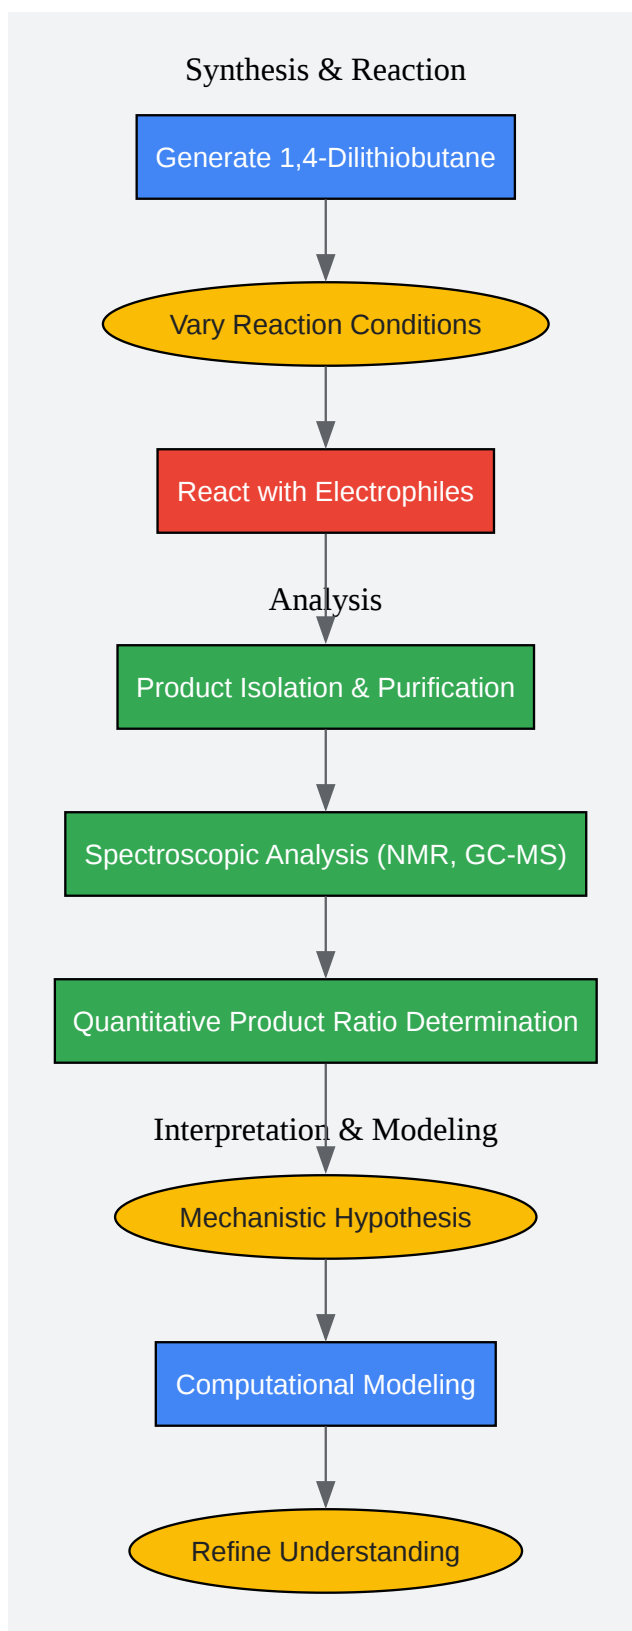 Synthesis & Reaction
Generate 1,4-Dilithiobutane
Vary Reaction Conditions
React with Electrophiles
Analysis
Product Isolation & Purification
Spectroscopic Analysis (NMR, GC-MS)
Quantitative Product Ratio Determination
Interpretation & Modeling
Mechanistic Hypothesis
Computational Modeling
Refine Understanding